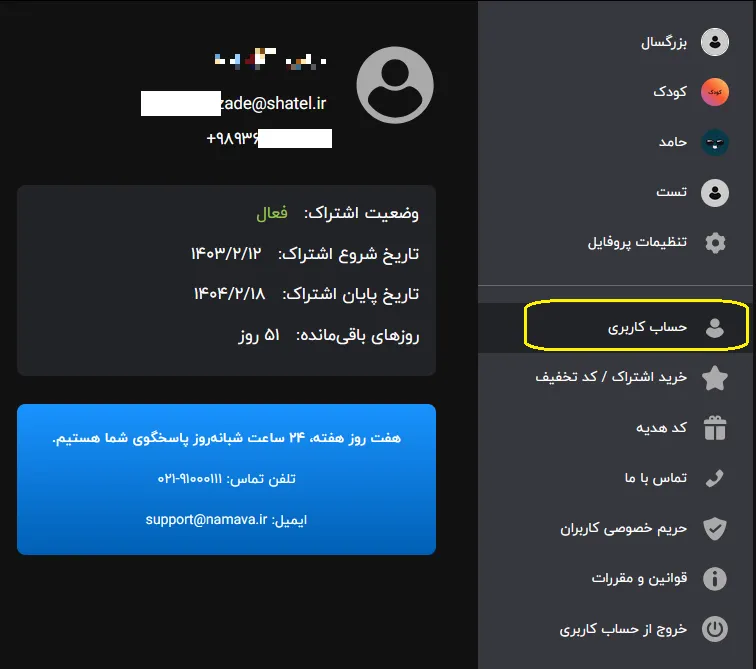 بزرگسال
کودک
کودک
حامد
تست
تنظیمات پروفایل
حساب کاربری
خرید اشتراک / کد تخفیف
کد هدیه
تماس با ما
حریم خصوصی کاربران
قوانین و مقررات
خروج از حساب کاربری
zade@shatel.ir
+۹۸۹۳۶
وضعیت اشتراک: فعال
تاریخ شروع اشتراک: ۱۴۰۳/۲/۱۲
تاریخ پایان اشتراک: ۱۴۰۴/۲/۱۸
روزهای باقی‌مانده: ۵۱ روز
هفت روز هفته، ۲۴ ساعت شبانه‌روز پاسخگوی شما هستیم.
تلفن تماس: ۰۲۱-۹۱۰۰۰۱۱۱
ایمیل: support@namava.ir